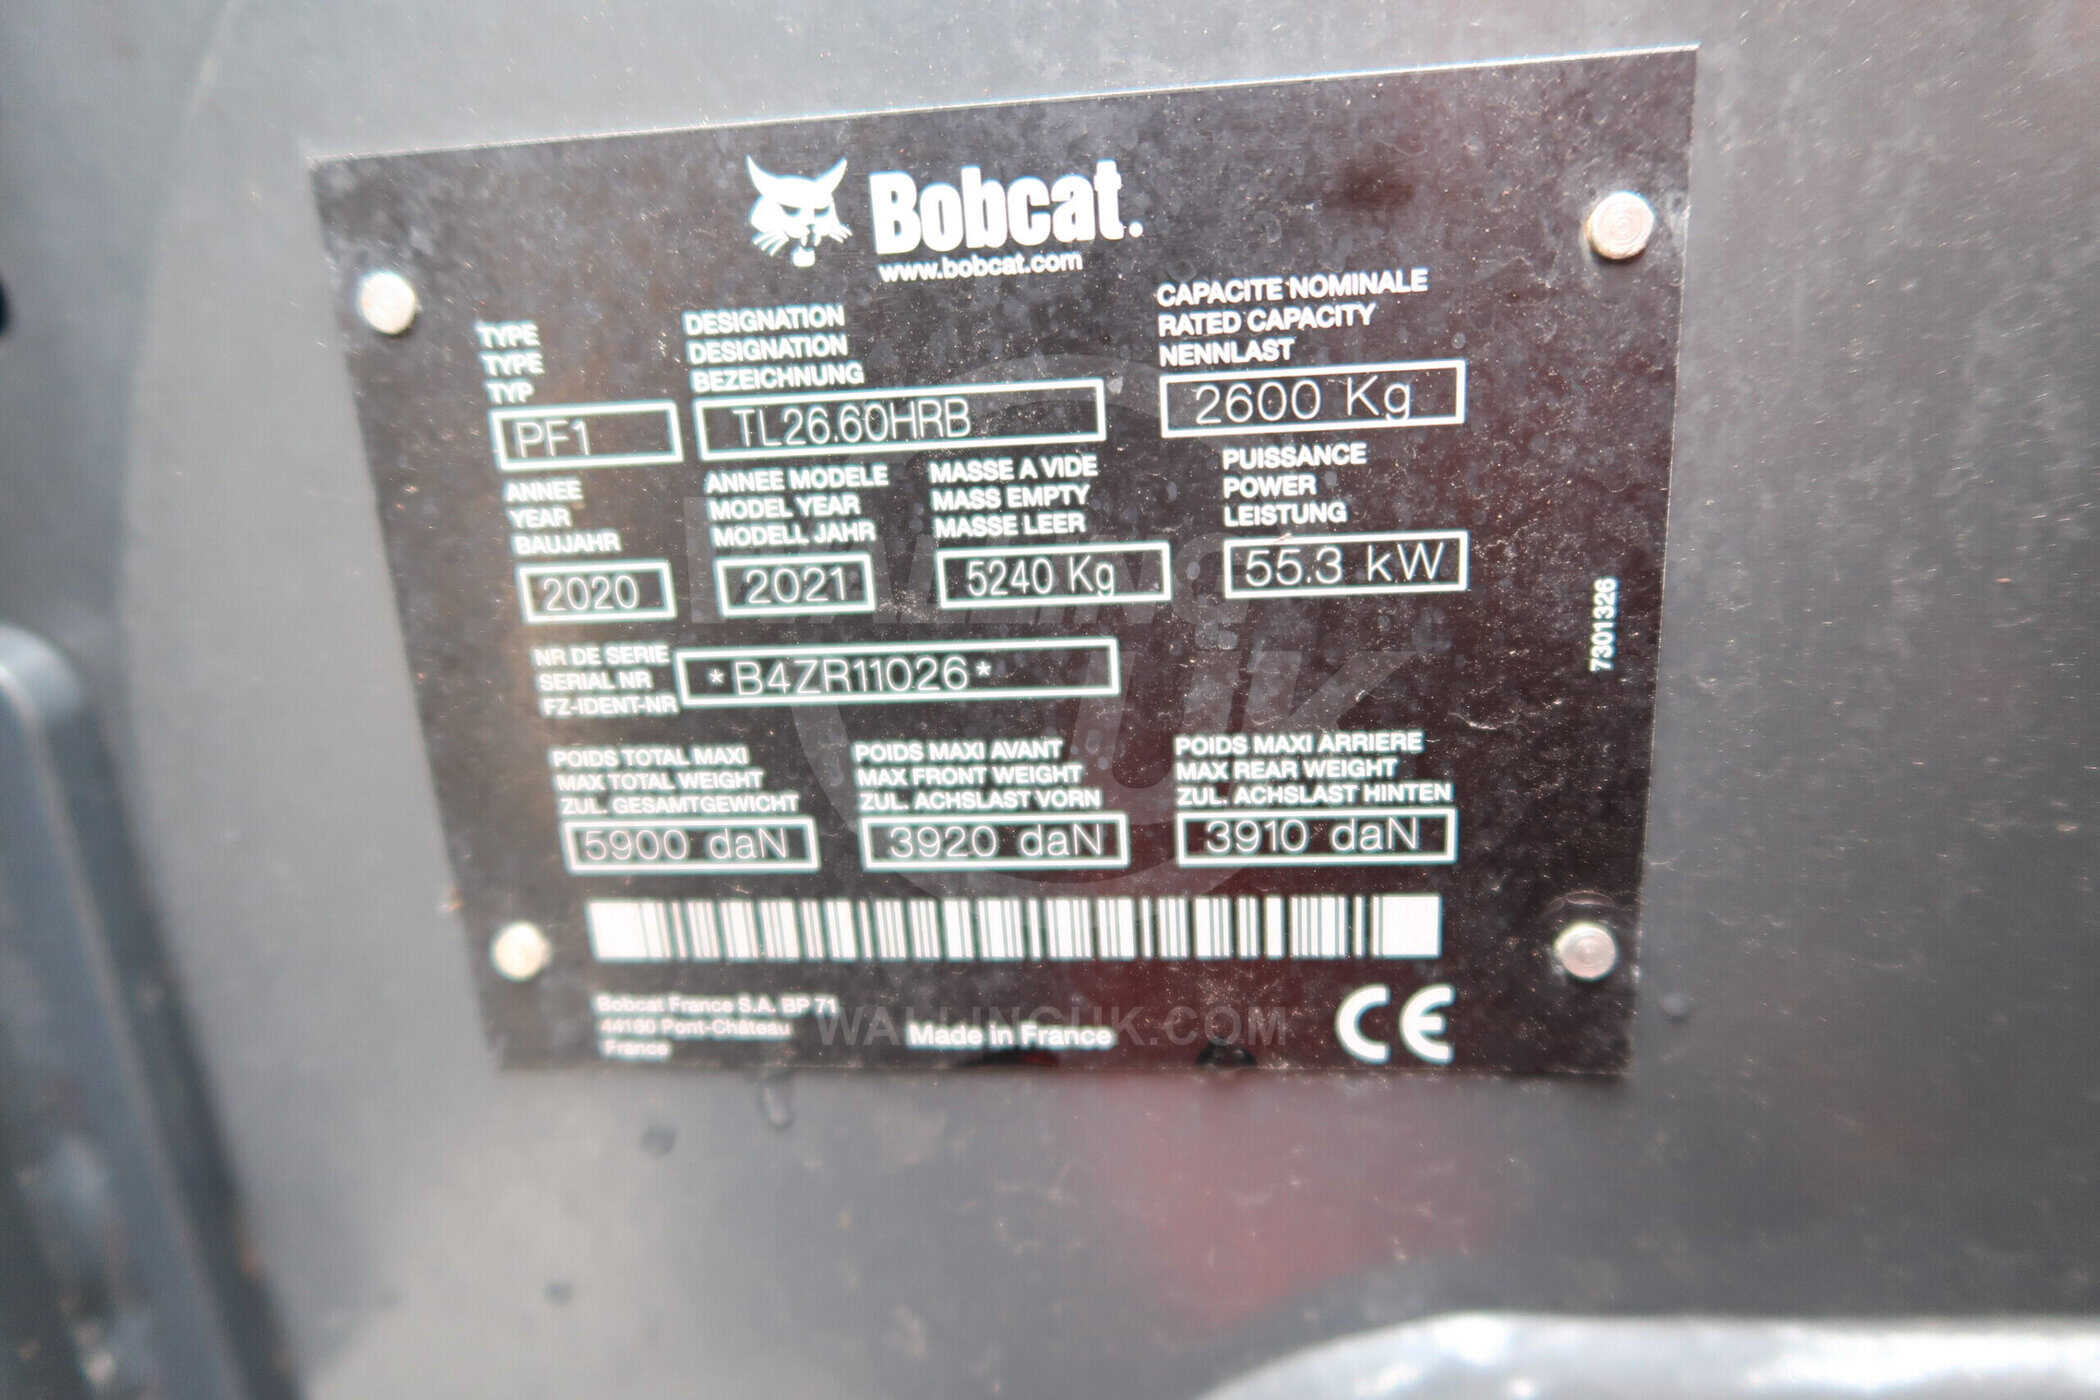 Bobcat.
www.bobcat.com
TYPE
TYPE
TYP
PF1
DESIGNATION
DESIGNATION
BEZEICHNUNG
TL26.60HRB
CAPACITE NOMINALE
RATED CAPACITY
NENNLAST
2600 Kg
ANNEE
YEAR
BAUJAHR
2020
ANNEE MODELE
MODEL YEAR
MODELL JAHR
2021
MASSE A VIDE
MASS EMPTY
MASSE LEER
5240 Kg
PUISSANCE
POWER
LEISTUNG
55.3 kW
NR DE SERIE
SERIAL NR
FZ-IDENT-NR
*B4ZR11026*
7301326
POIDS TOTAL MAXI
MAX TOTAL WEIGHT
ZUL. GESAMTGEWICHT
5900 daN
POIDS MAXI AVANT
MAX FRONT WEIGHT
ZUL. ACHSLAST VORN
3920 daN
POIDS MAXI ARRIERE
MAX REAR WEIGHT
ZUL. ACHSLAST HINTEN
3910 daN
Bobcat France S.A. BP 71
44160 Pont-Château
France
Made in France
CE
WALLING UK
WALLINGUK.COM